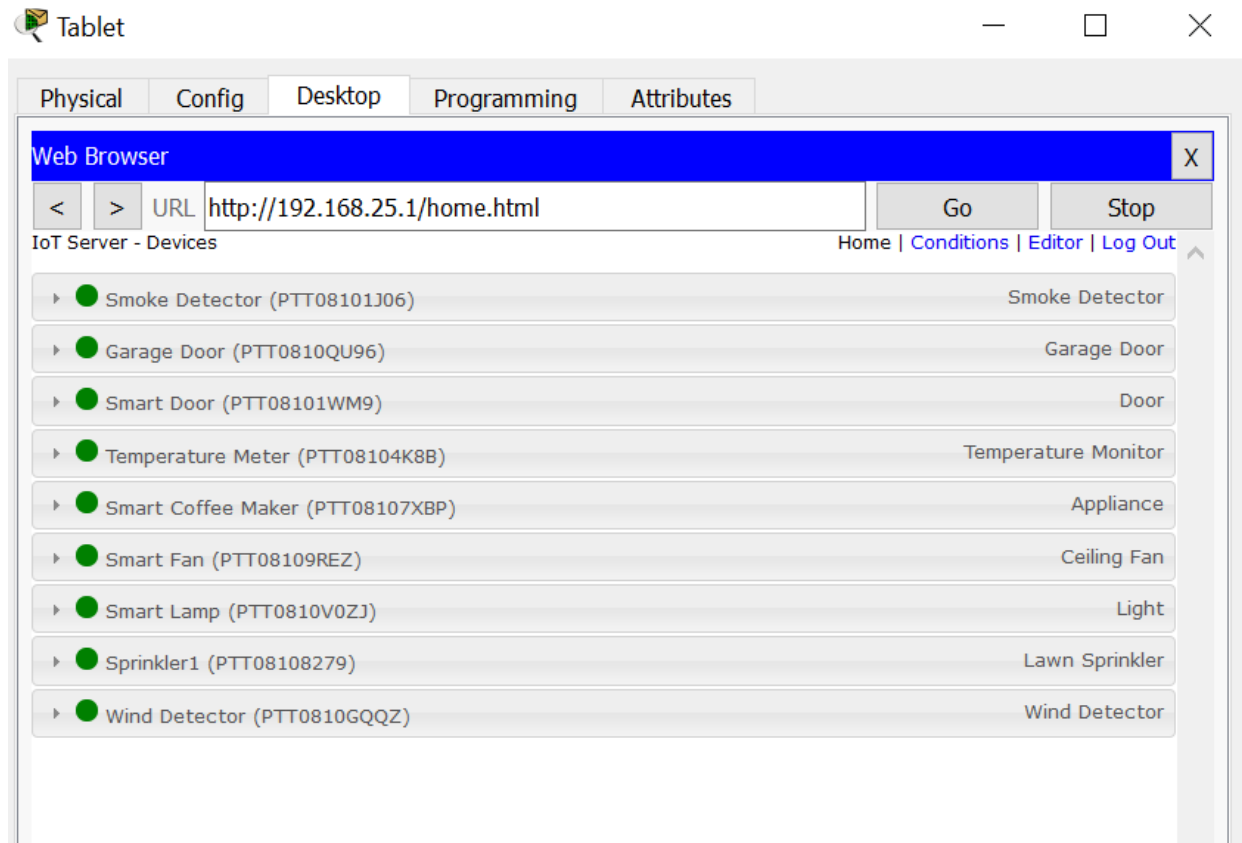 Tablet
Physical Config Desktop Programming Attributes
Web Browser X
< > URL http://192.168.25.1/home.html Go Stop
IoT Server - Devices Home | Conditions | Editor | Log Out
Smoke Detector (PTT08101J06) Smoke Detector
Garage Door (PTT0810QU96) Garage Door
Smart Door (PTT08101WM9) Door
Temperature Meter (PTT08104K8B) Temperature Monitor
Smart Coffee Maker (PTT08107XBP) Appliance
Smart Fan (PTT08109REZ) Ceiling Fan
Smart Lamp (PTT0810V0ZJ) Light
Sprinkler1 (PTT08108279) Lawn Sprinkler
Wind Detector (PTT0810GQQZ) Wind Detector